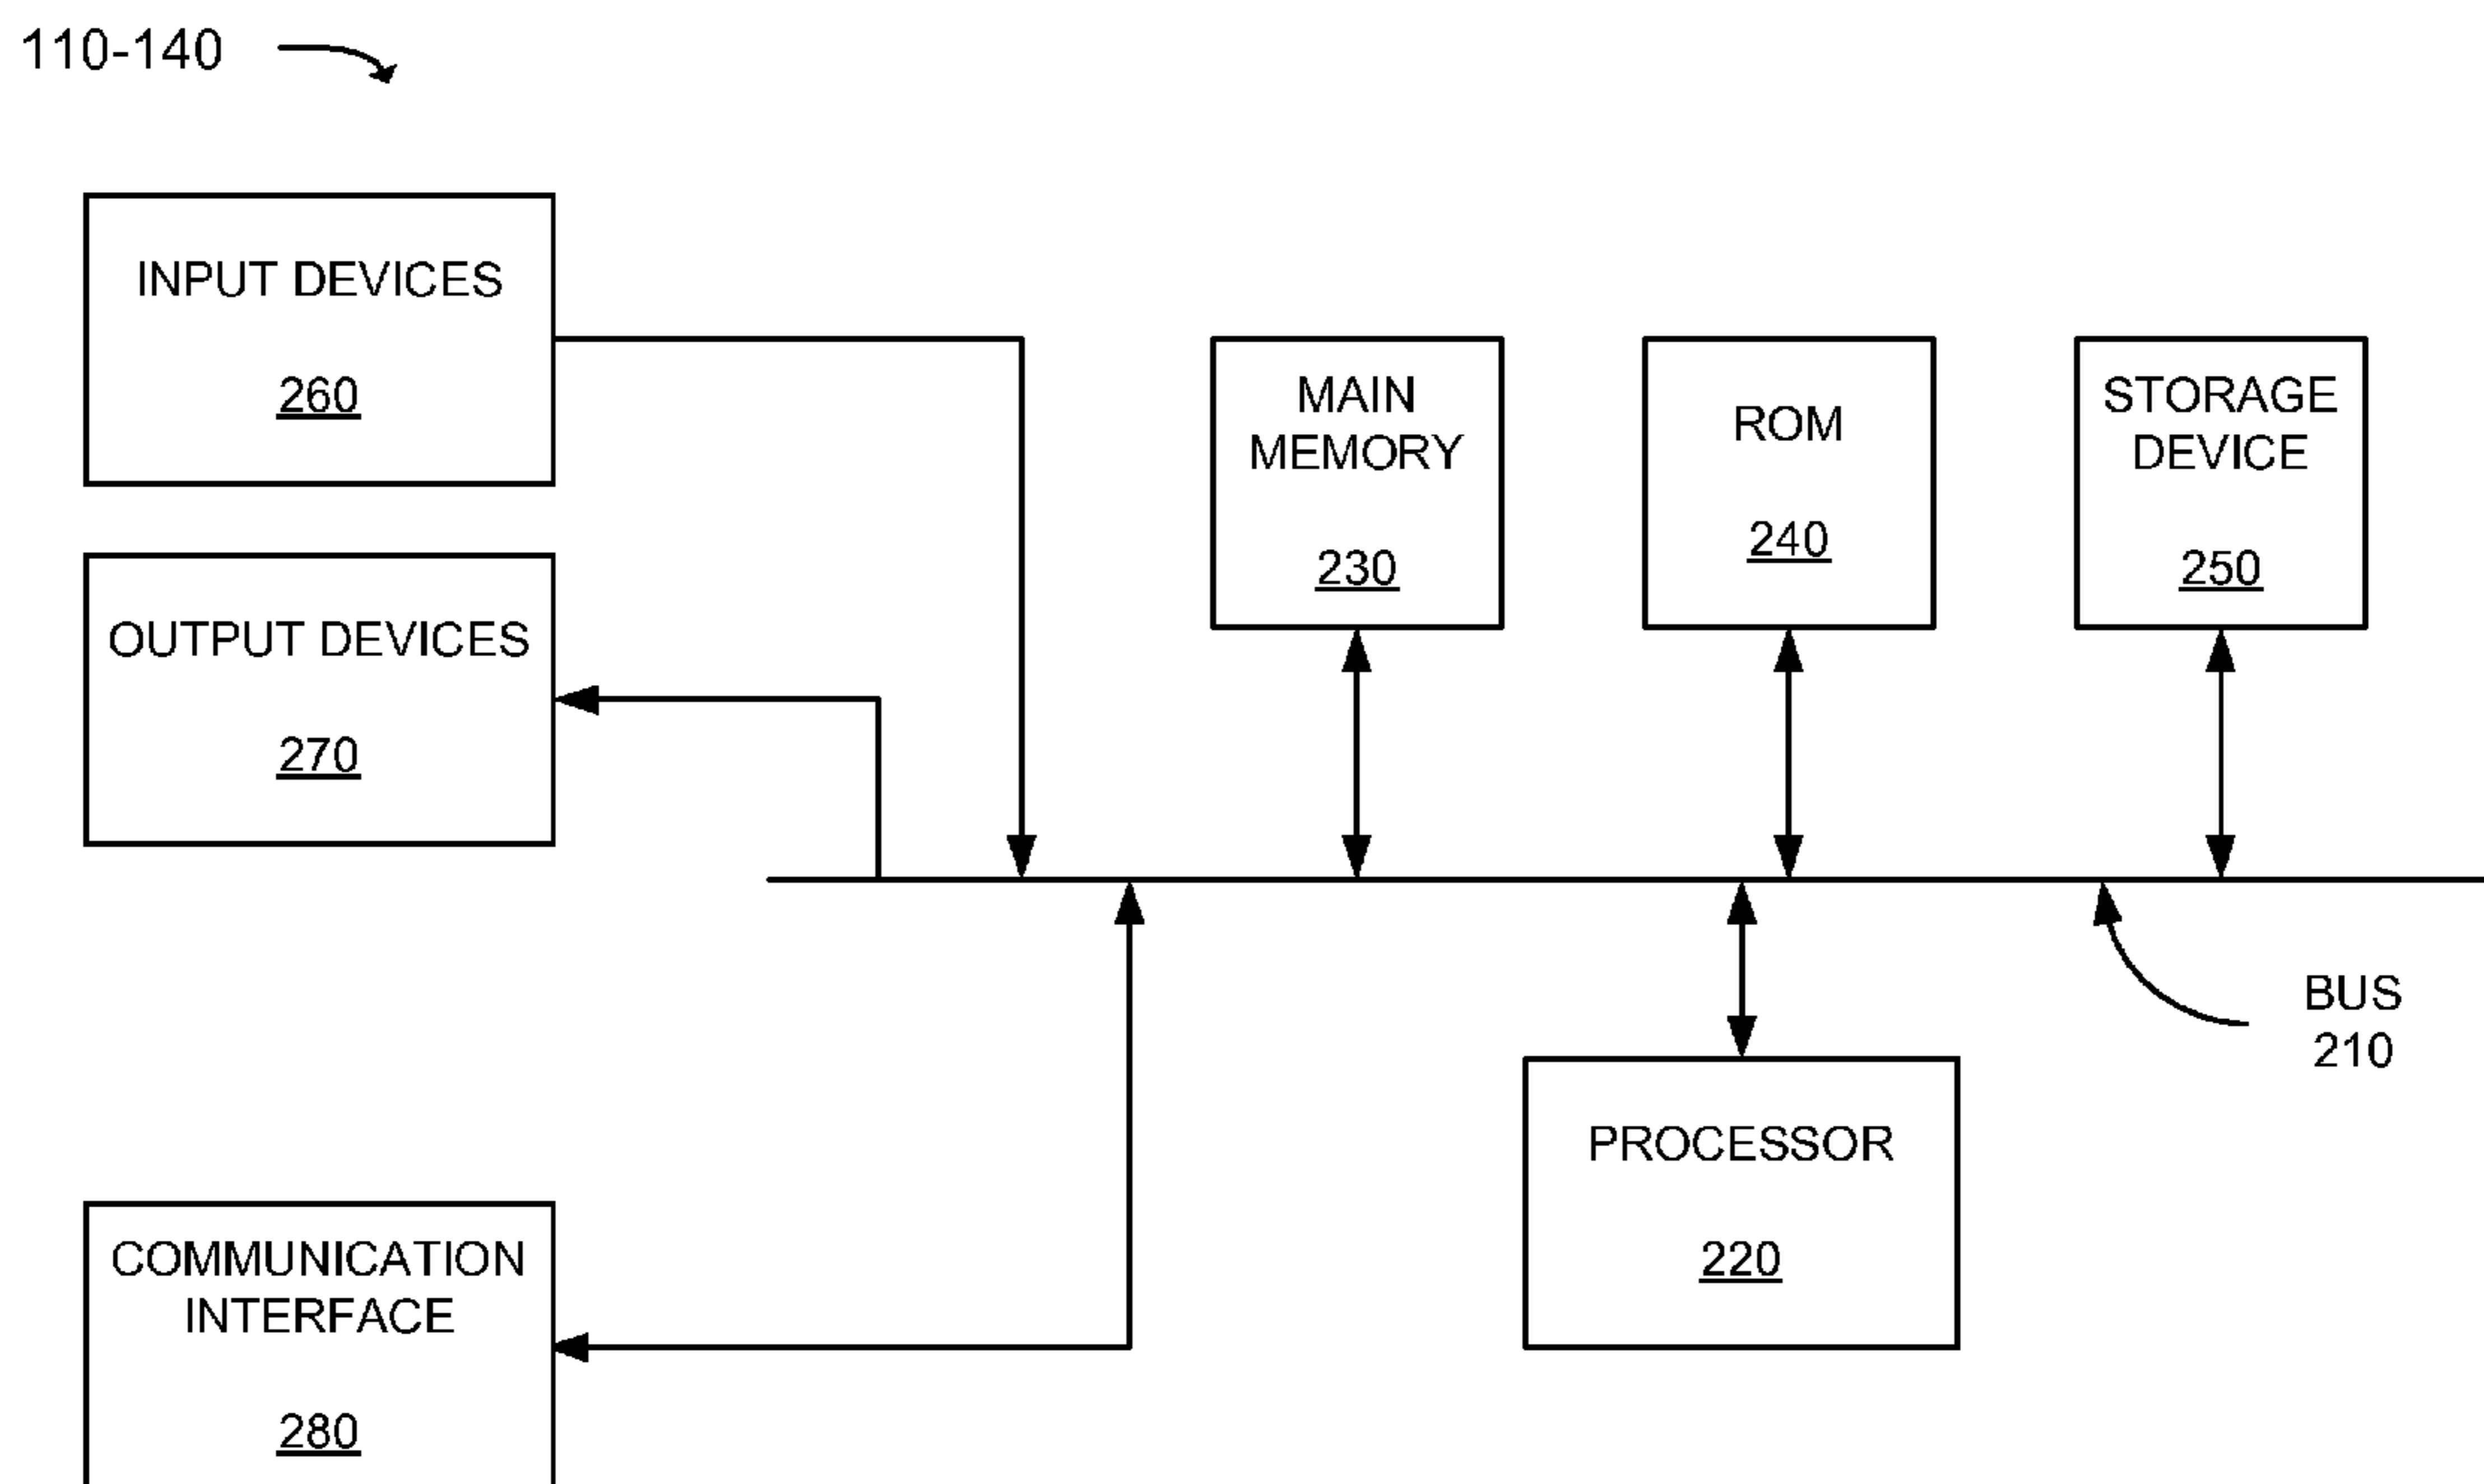 110-140
INPUT DEVICES
260
OUTPUT DEVICES
270
MAIN
MEMORY
230
ROM
240
STORAGE
DEVICE
250
BUS
210
PROCESSOR
220
COMMUNICATION
INTERFACE
280